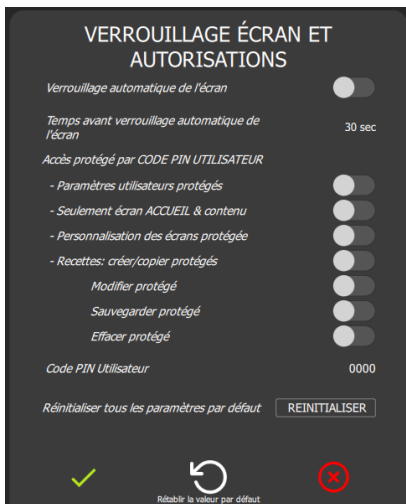 VERROUILLAGE ÉCRAN ET
AUTORISATIONS
Verrouillage automatique de l'écran
Temps avant verrouillage automatique de
l'écran
30 sec
Accès protégé par CODE PIN UTILISATEUR
- Paramètres utilisateurs protégés
- Seulement écran ACCUEIL & contenu
- Personnalisation des écrans protégée
- Recettes: créer/copier protégés
Modifier protégé
Sauvegarder protégé
Effacer protégé
Code PIN Utilisateur 0000
Réinitialiser tous les paramètres par défaut REINITIALISER
Rétablir la valeur par défaut